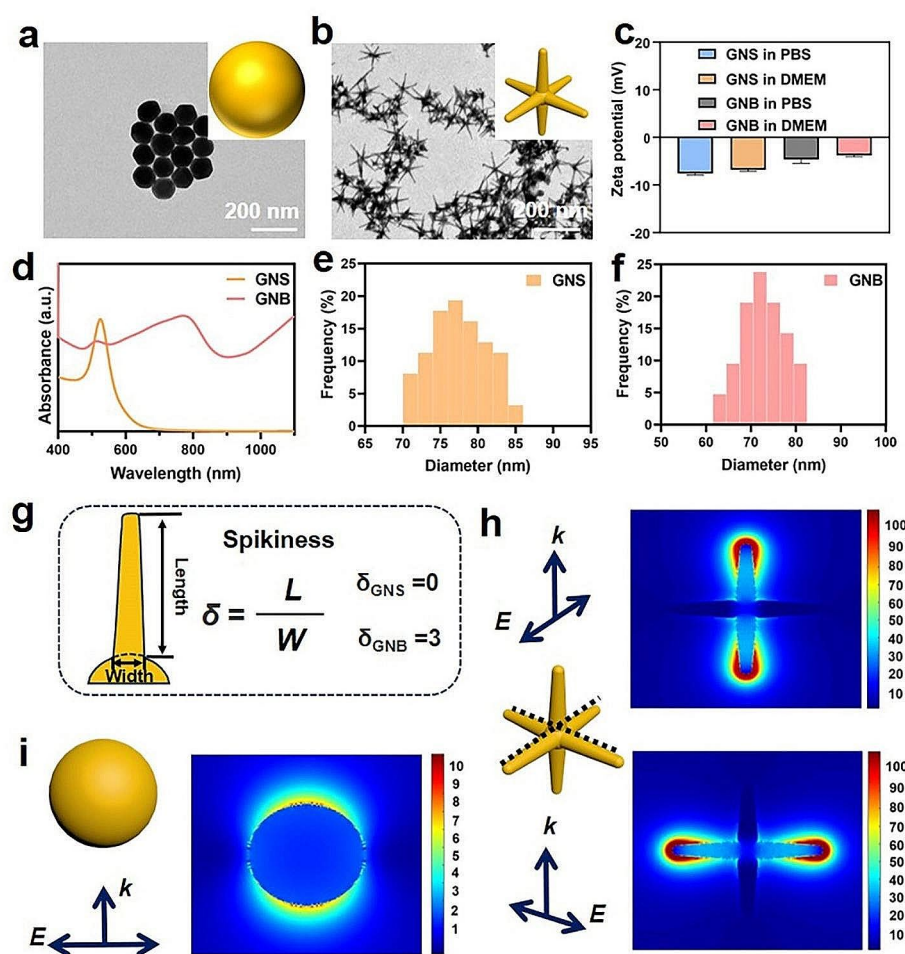 a
200 nm
b
200 nm
c
Zeta potential (mV)
20
10
0
-10
-20
GNS in PBS
GNS in DMEM
GNB in PBS
GNB in DMEM
d
Absorbance (a.u.)
GNS
GNB
400 600 800 1000
Wavelength (nm)
e
Frequency (%)
25
20
15
10
5
0
GNS
65 70 75 80 85 90 95
Diameter (nm)
f
Frequency (%)
25
20
15
10
5
0
GNB
50 60 70 80 90 100
Diameter (nm)
g
Length
Width
Spikiness
δ = L / W
δGNS =0
δGNB =3
h
k
E
100
90
80
70
60
50
40
30
20
10
k
E
100
90
80
70
60
50
40
30
20
10
i
k
E
10
9
8
7
6
5
4
3
2
1